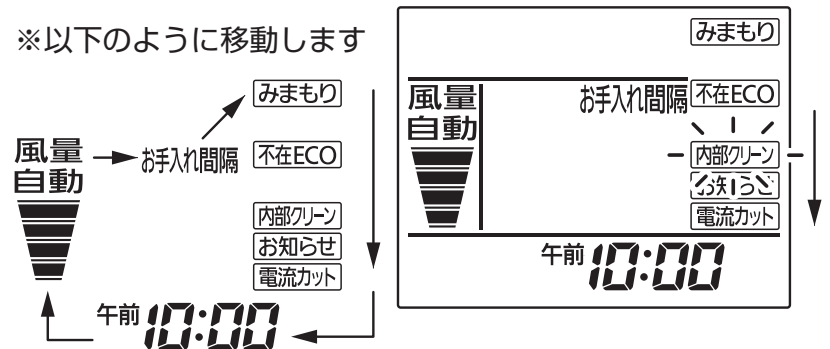 ※以下のように移動します
みまもり
風量
自動
お手入れ間隔
不在ECO
内部クリーン
お知らせ
電流カット
午前 10:00
みまもり
風量
自動
お手入れ間隔
不在ECO
内部クリーン
お知らせ
電流カット
午前 10:00